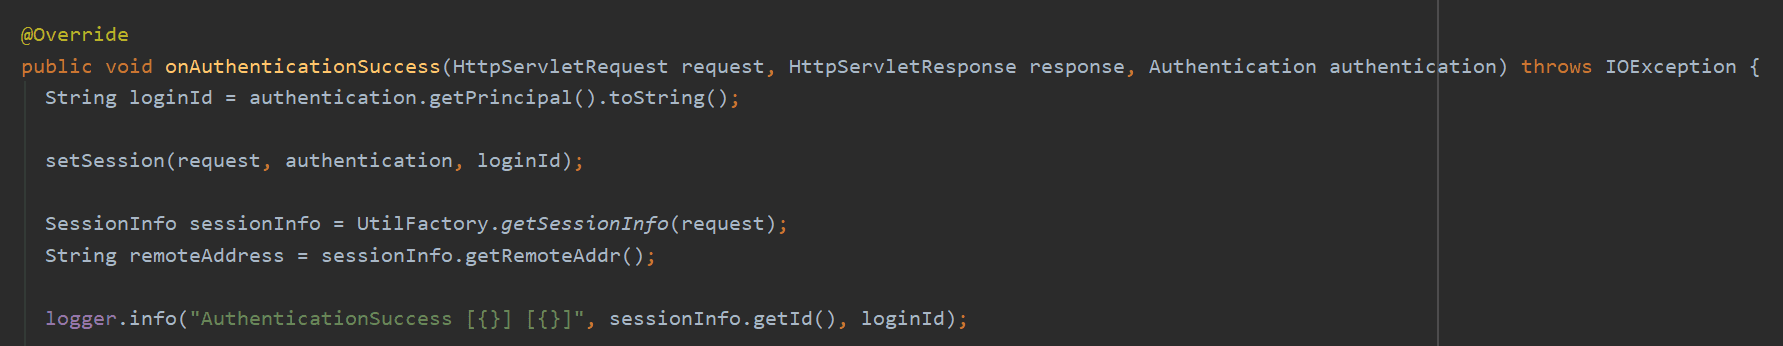 @Override
public void onAuthenticationSuccess(HttpServletRequest request, HttpServletResponse response, Authentication authentication) throws IOException {
String loginId = authentication.getPrincipal().toString();
setSession(request, authentication, loginId);
SessionInfo sessionInfo = UtilFactory.getSessionInfo(request);
String remoteAddress = sessionInfo.getRemoteAddr();
logger.info("AuthenticationSuccess [{}] [{}]", sessionInfo.getId(), loginId);